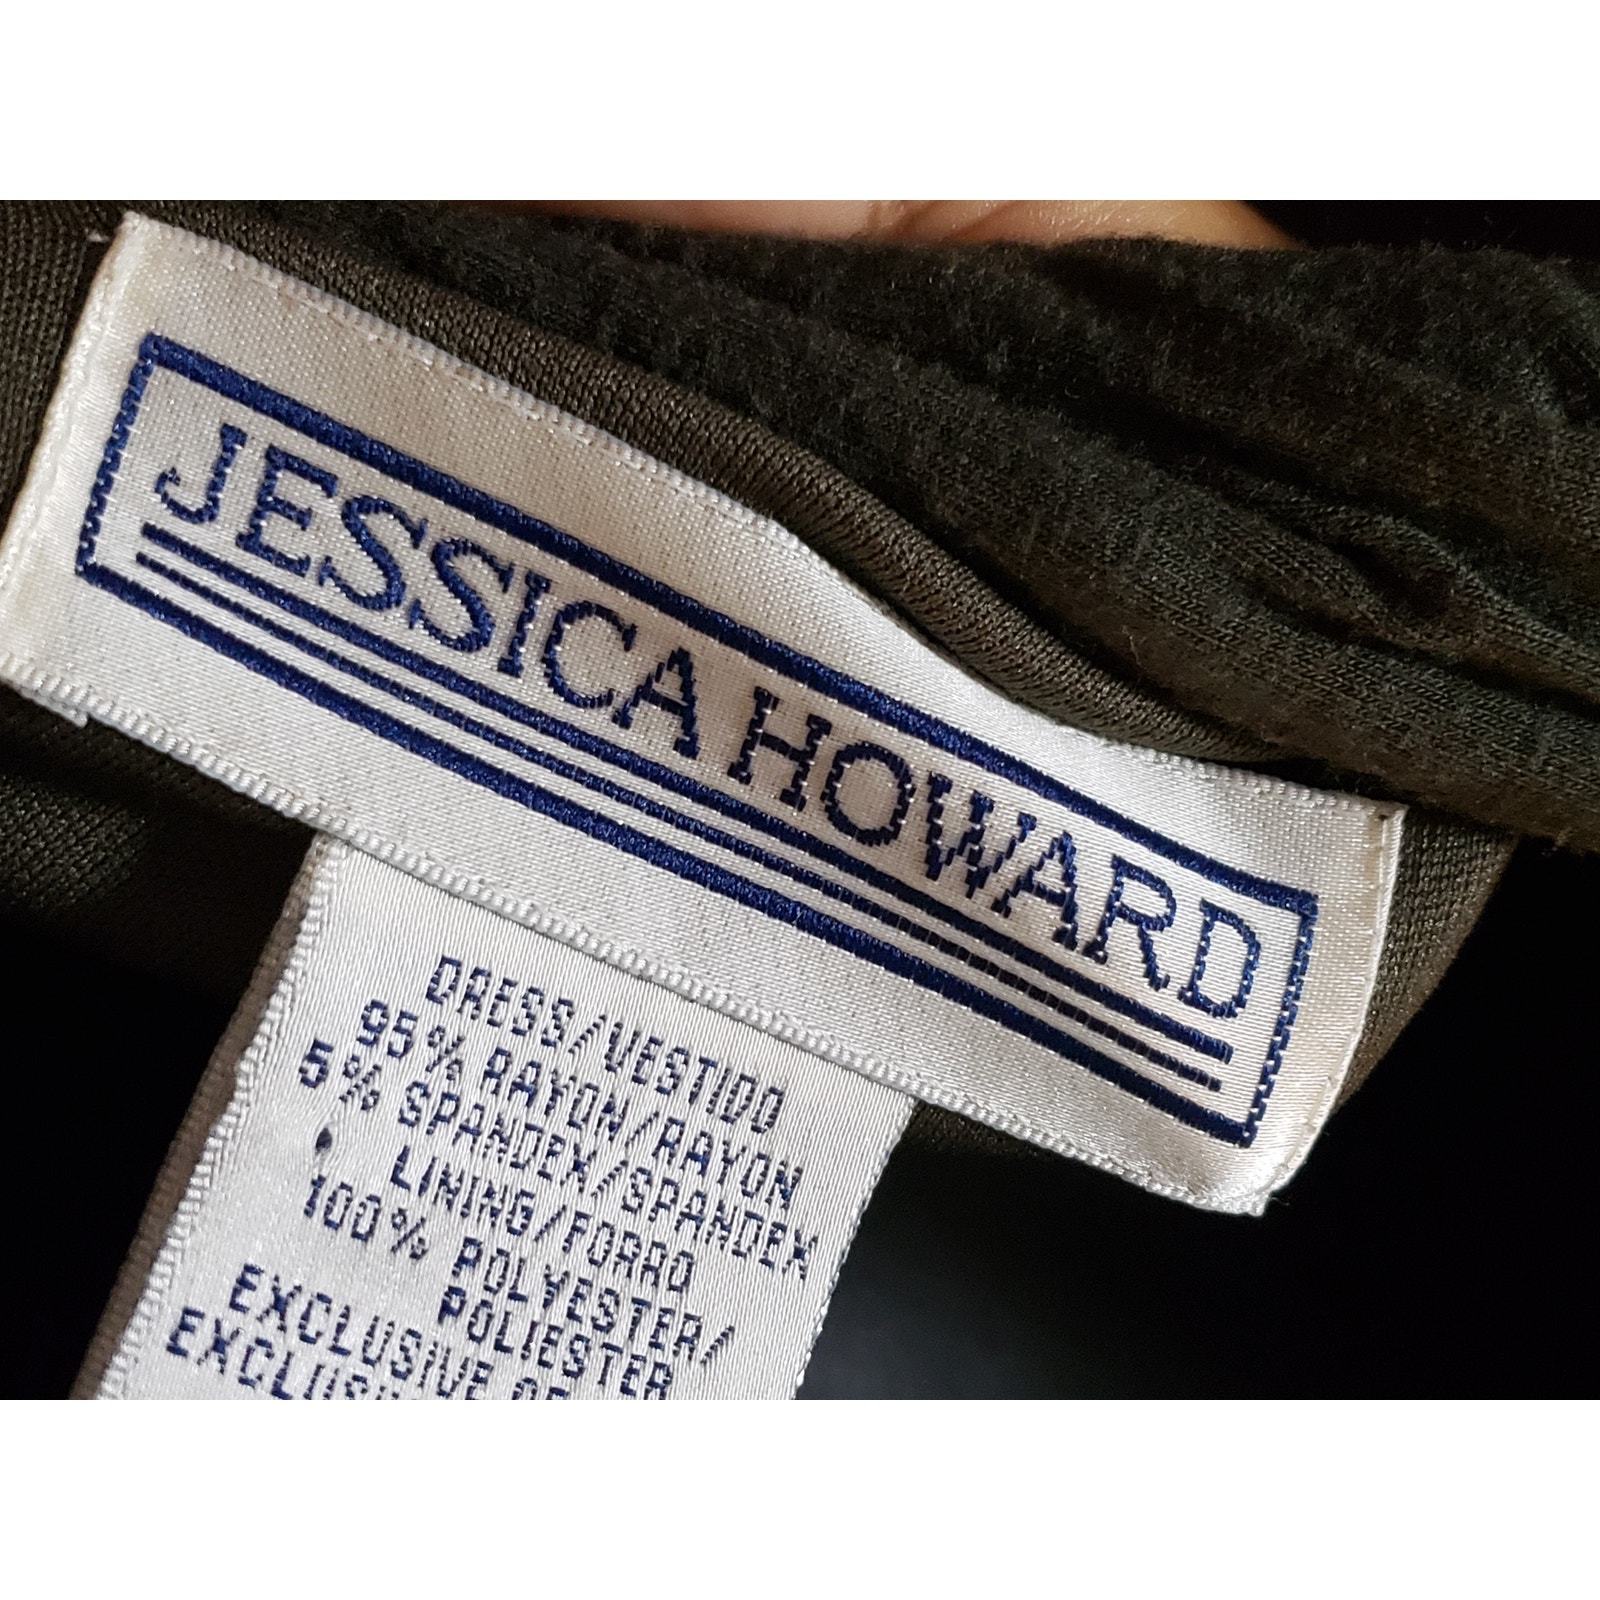 JESSICA HOWARD
DRESS/VESTIDO
95% RAYON/RAYON
5% SPANDEX/SPANDEX
LINING/FORRO
100% POLYESTER/
POLIESTER
EXCLUSIVE OF